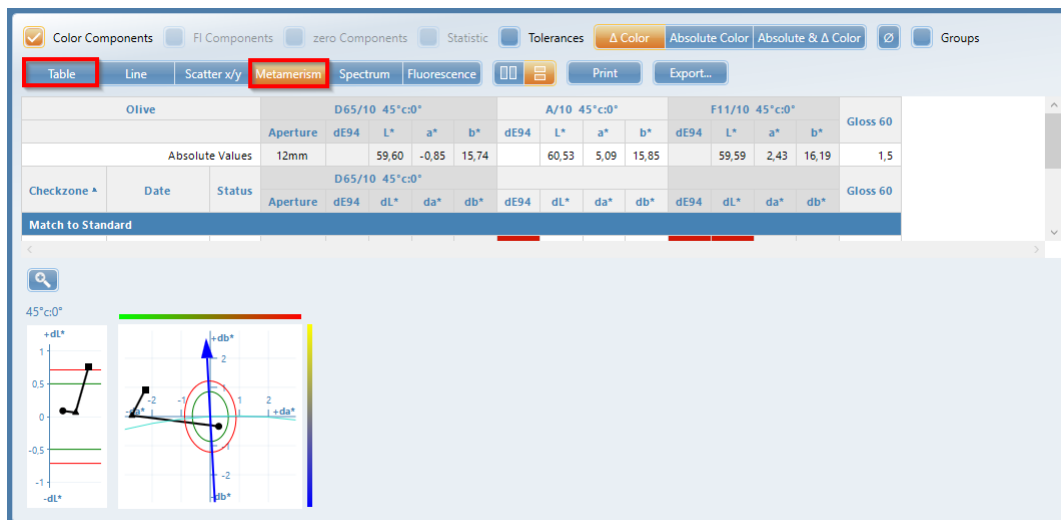 Color Components FI Components zero Components Statistic Tolerances Δ Color Absolute Color Absolute & Δ Color Ø Groups
Table Line Scatter x/y Metamerism Spectrum Fluorescence Print Export...
Olive D65/10 45°c:0° A/10 45°c:0° F11/10 45°c:0° Gloss 60
Aperture dE94 L* a* b* dE94 L* a* b* dE94 L* a* b*
Absolute Values 12mm 59,60 -0,85 15,74 60,53 5,09 15,85 59,59 2,43 16,19 1,5
Checkzone Date Status D65/10 45°c:0° Gloss 60
Aperture dE94 dL* da* db* dE94 dL* da* db* dE94 dL* da* db*
Match to Standard
45°c:0°
+dL*
1
0.5
0
-0.5
-1
-dL*
+db*
2
1
-2 -1 1 2
-da* +da*
-1
-2
-db*